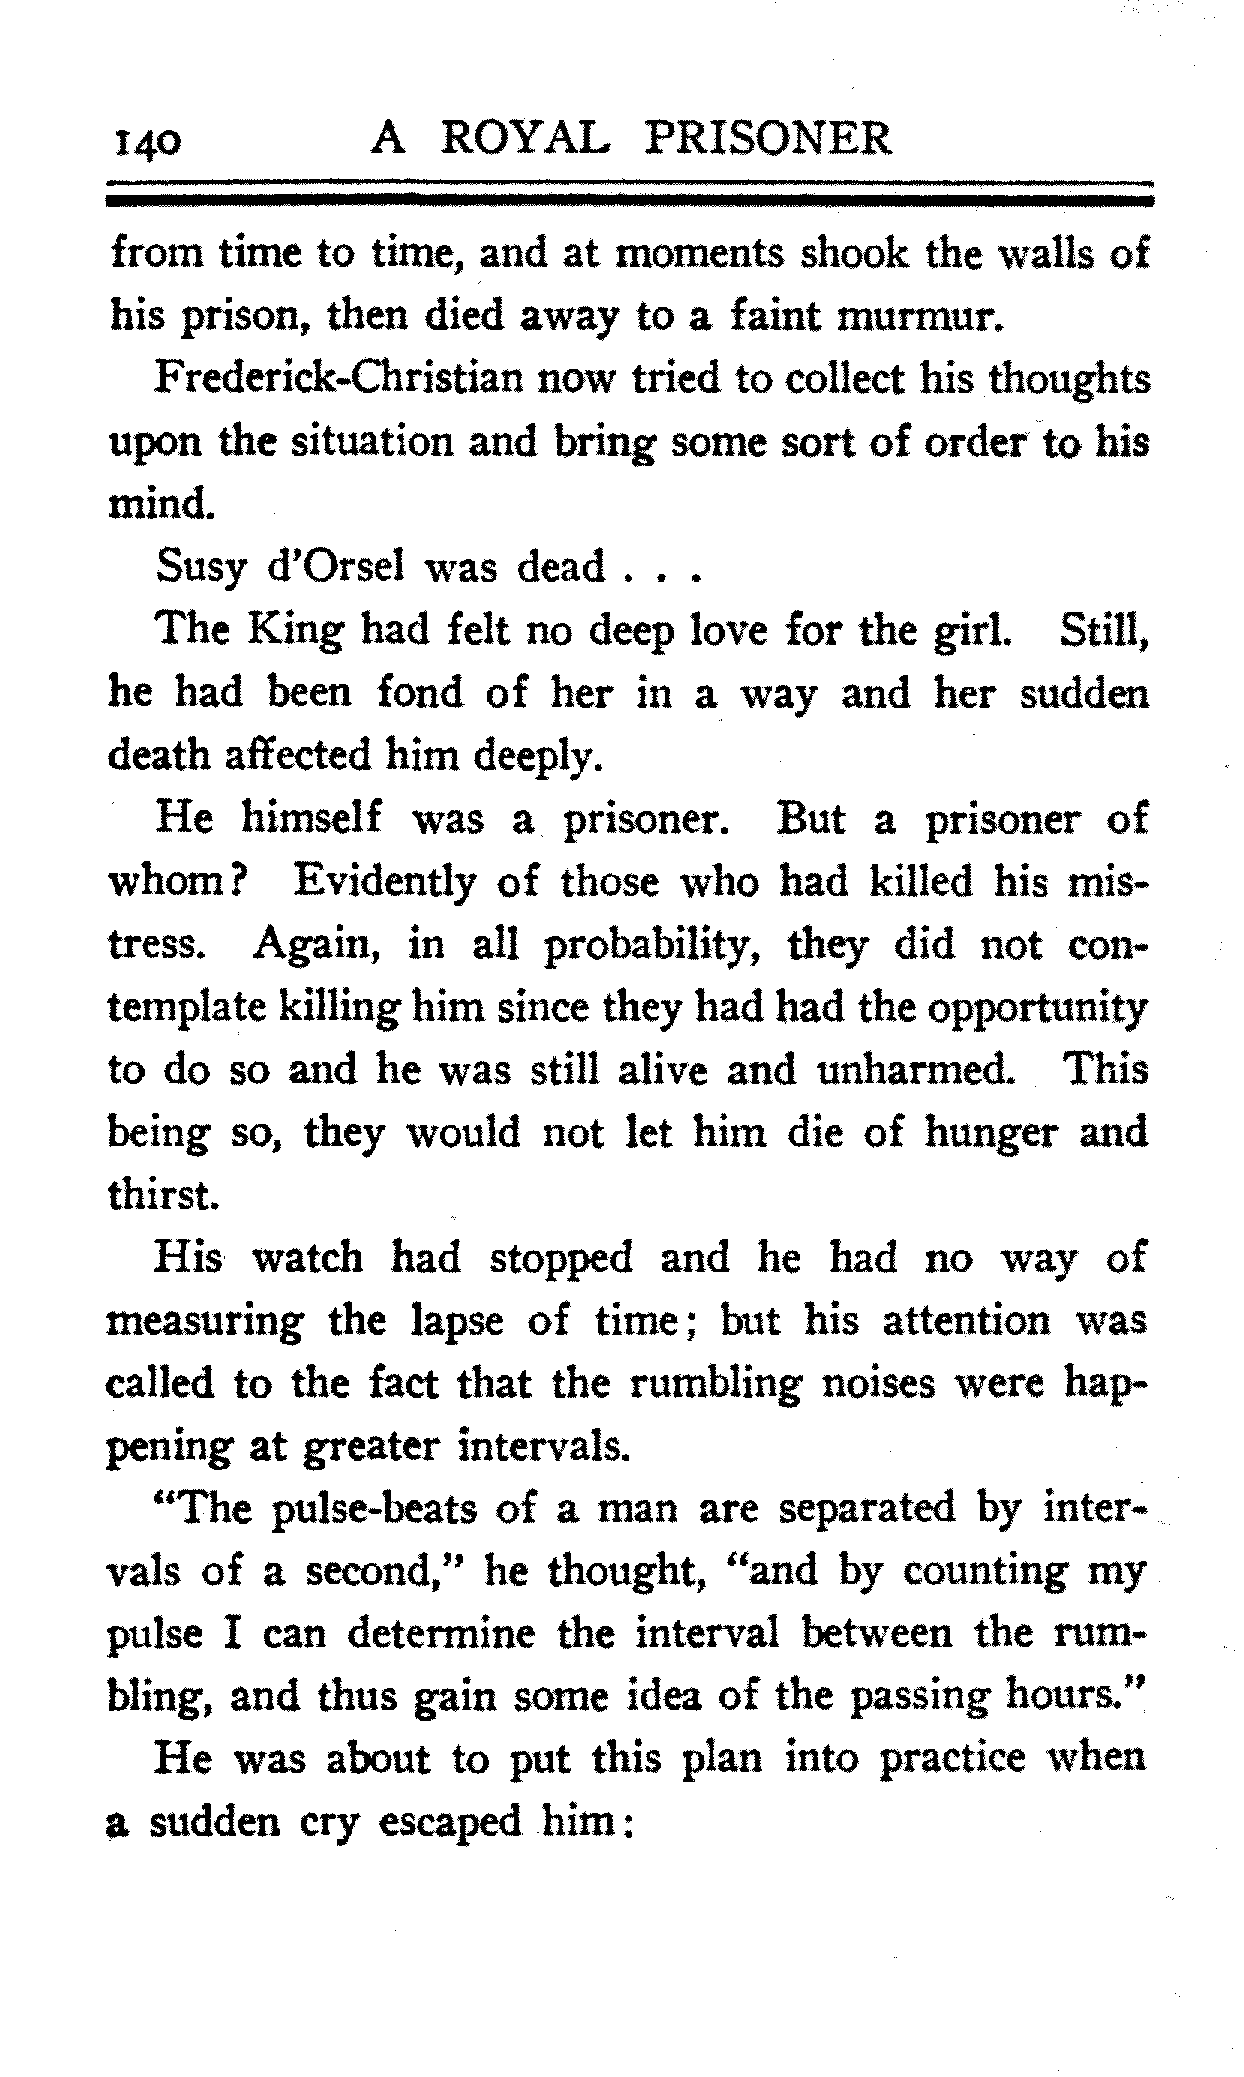 140 A ROYAL PRISONER
from time to time, and at moments shook the walls of
his prison, then died away to a faint murmur.
Frederick-Christian now tried to collect his thoughts
upon the situation and bring some sort of order to his
mind.
Susy d'Orsel was dead . . .
The King had felt no deep love for the girl. Still,
he had been fond of her in a way and her sudden
death affected him deeply.
He himself was a prisoner. But a prisoner of
whom? Evidently of those who had killed his mis-
tress. Again, in all probability, they did not con-
template killing him since they had had the opportunity
to do so and he was still alive and unharmed. This
being so, they would not let him die of hunger and
thirst.
His watch had stopped and he had no way of
measuring the lapse of time; but his attention was
called to the fact that the rumbling noises were hap-
pening at greater intervals.
"The pulse-beats of a man are separated by inter-
vals of a second," he thought, "and by counting my
pulse I can determine the interval between the rum-
bling, and thus gain some idea of the passing hours."
He was about to put this plan into practice when
a sudden cry escaped him: